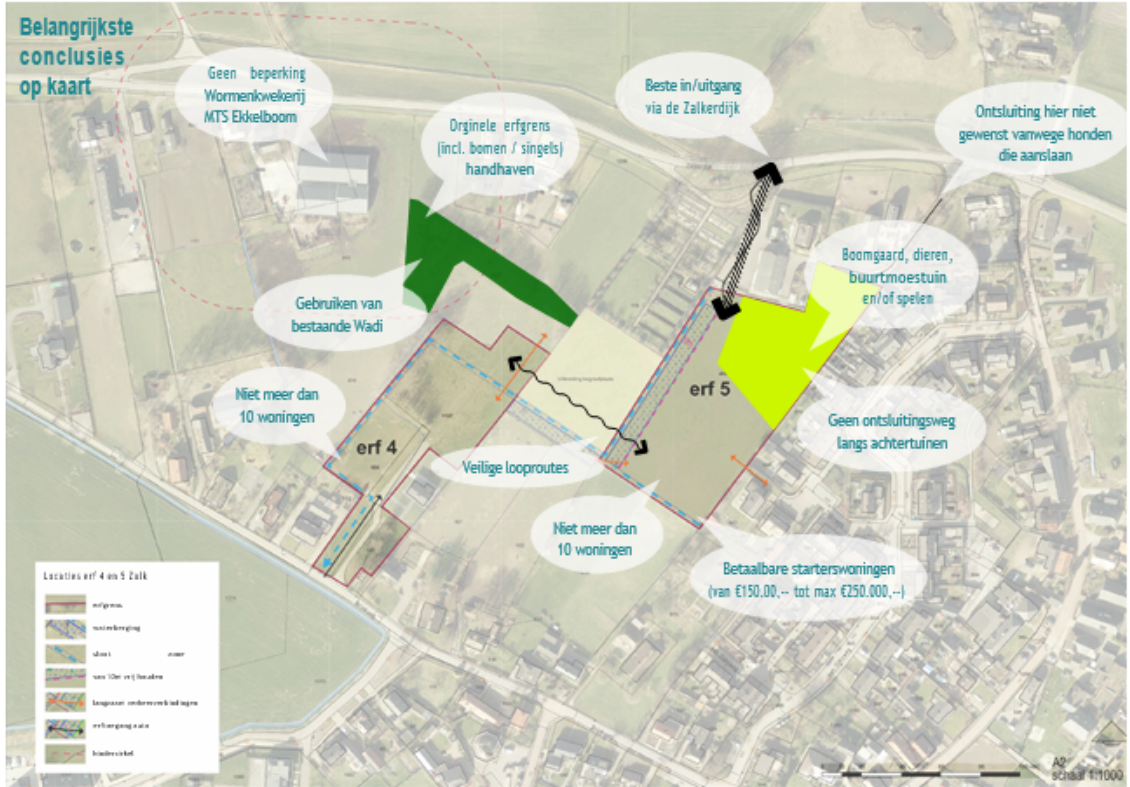 Belangrijkste
conclusies
op kaart
Geen beperking
Wormenkwekerij
MTS Ekkelboom
Orginele erfgrens
(incl. bomen / singels)
handhaven
Beste in/uitgang
via de Zalkerdijk
Ontsluiting hier niet
gewenst vanwege honden
die aanslaan
Boomgaard, dieren,
buurtmoestuin
en/of spelen
Gebruiken van
bestaande Wadi
Niet meer dan
10 woningen
erf 4
erf 5
Veilige looproutes
Geen ontsluitingsweg
langs achtertuinen
Niet meer dan
10 woningen
Betaalbare starterswoningen
(van €150.00,-- tot max €250.000,--)
Locaties erf 4 en 5 Zalk
erfgrens
waterberging
sloot
van 10m vrij houden
langzaam verkeersverbindingen
erftoegang auto
hindercirkel
A2
schaal 1:1000